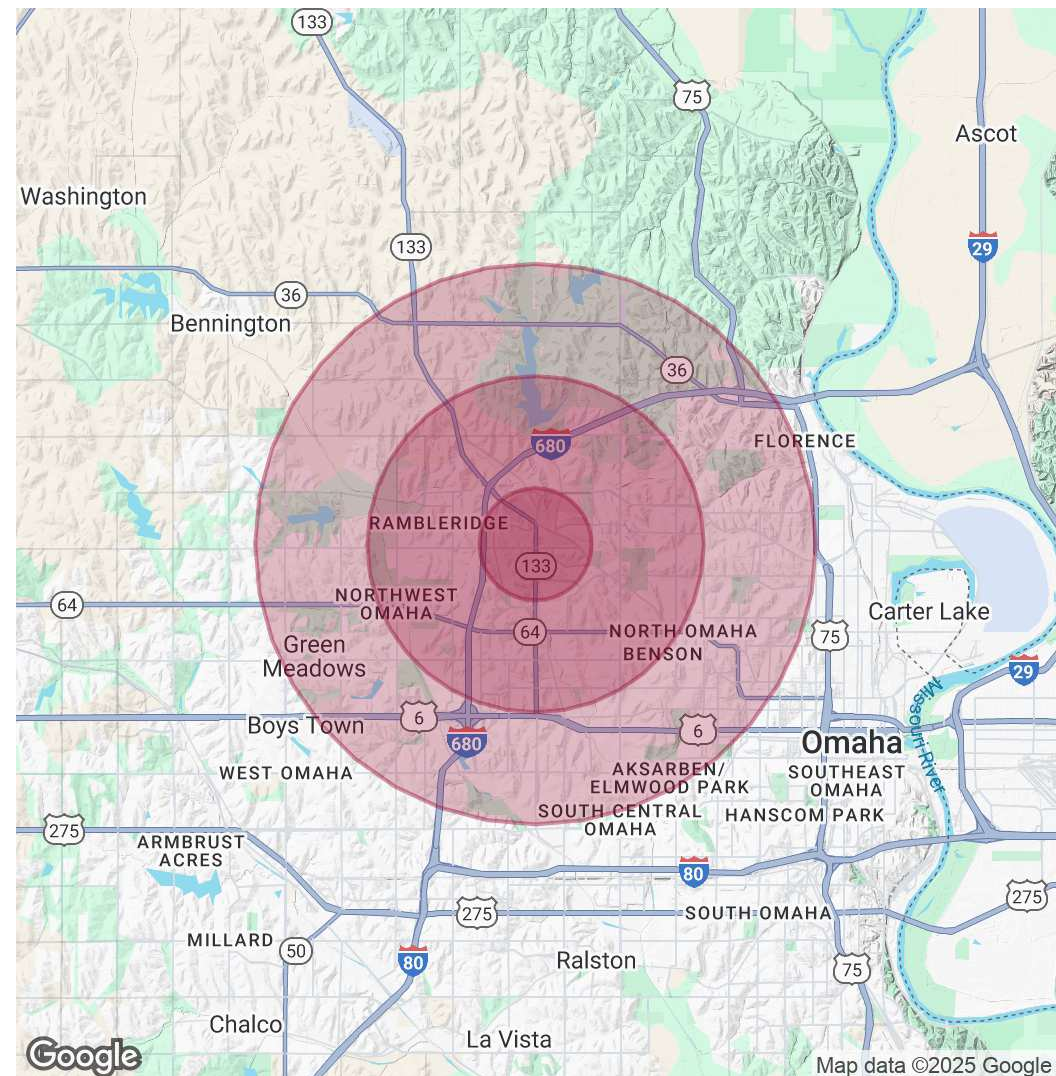 133
75
Ascot
Washington
133
29
36
Bennington
36
FLORENCE
680
RAMBLERIDGE
133
NORTHWEST
OMAHA
64
Carter Lake
64
NORTH OMAHA
75
Green
Meadows
BENSON
29
Missouri River
6
Boys Town
6
680
Omaha
WEST OMAHA
AKSARBEN/
ELMWOOD PARK
SOUTHEAST
OMAHA
SOUTH CENTRAL
OMAHA
HANSCOM PARK
275
ARMBRUST
ACRES
80
275
275
SOUTH OMAHA
MILLARD
50
80
Ralston
75
Chalco
La Vista
Google
Map data ©2025 Google